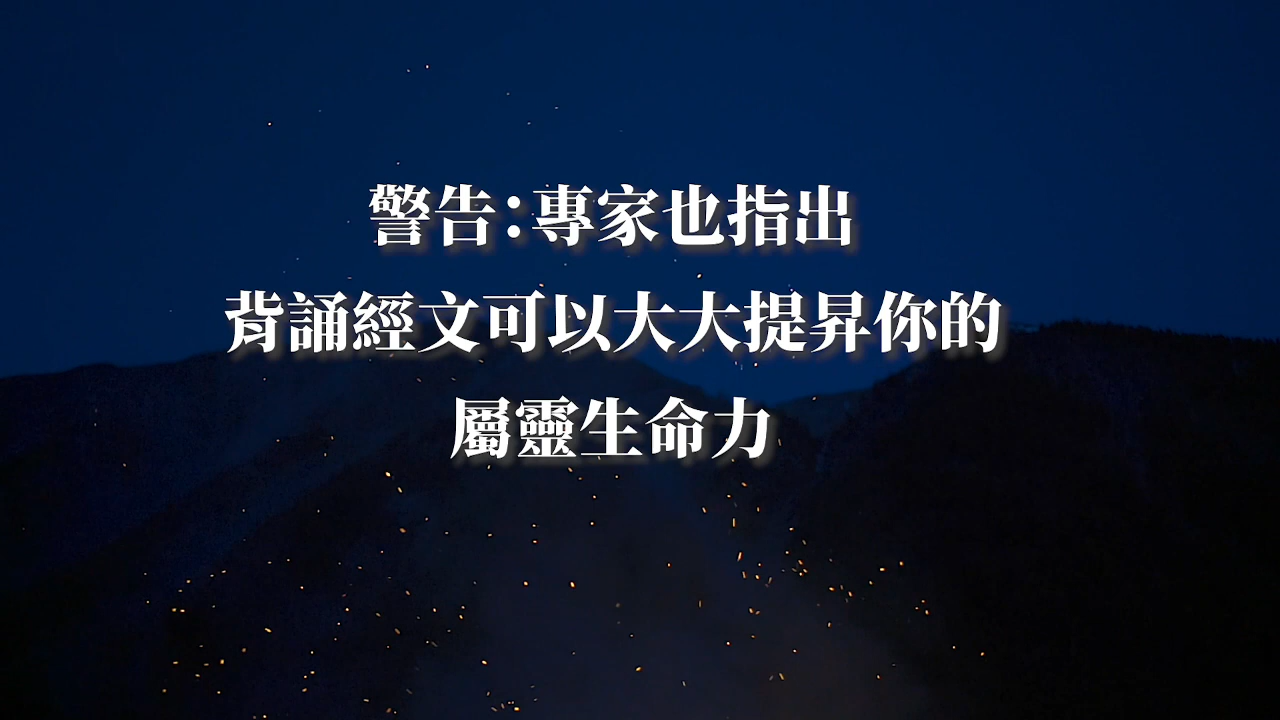 警告:專家也指出
背誦經文可以大大提昇你的
屬靈生命力